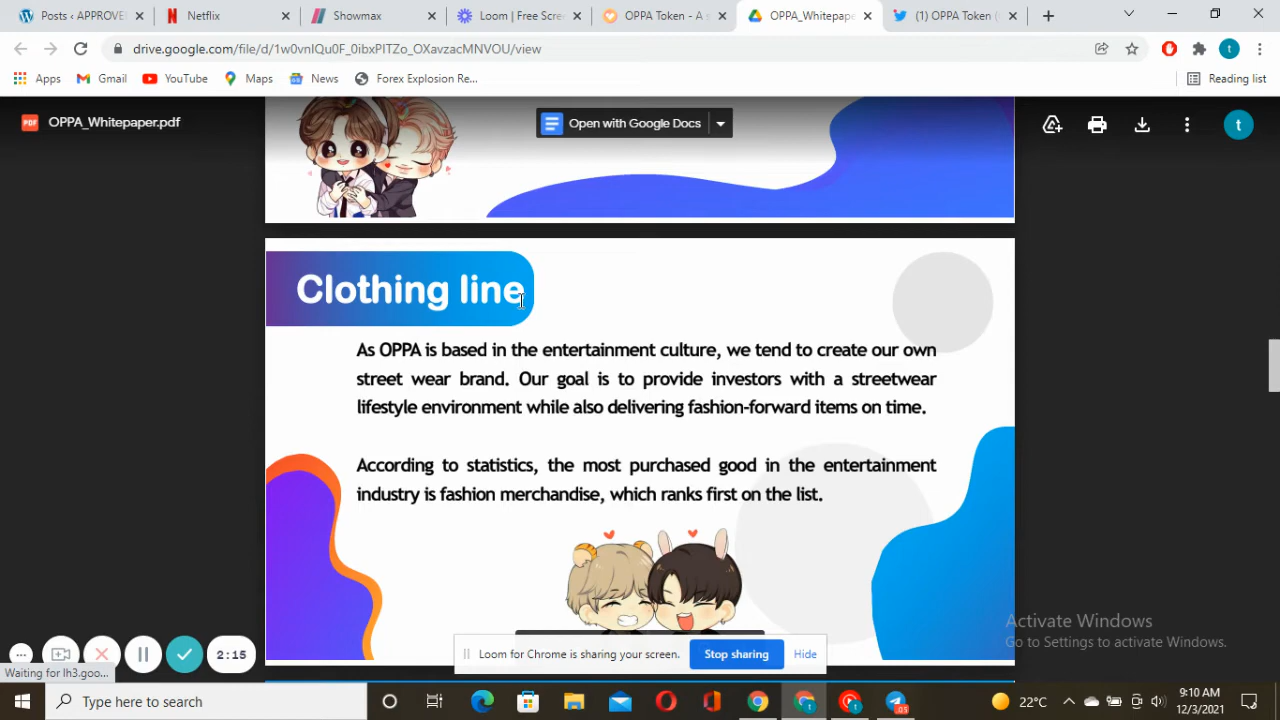 Posts ‹ APPROVE
Netflix
Showmax
Loom | Free Scre
OPPA Token - A s
OPPA_Whitepape
(1) OPPA Token (
drive.google.com/file/d/1w0vnIQu0F_0ibxPITZo_OXavzacMNVOU/view
Apps
Gmail
YouTube
Maps
News
Forex Explosion Re...
Reading list
PDF
OPPA_Whitepaper.pdf
Open with Google Docs
t
Clothing line
As OPPA is based in the entertainment culture, we tend to create our own
street wear brand. Our goal is to provide investors with a streetwear
lifestyle environment while also delivering fashion-forward items on time.
According to statistics, the most purchased good in the entertainment
industry is fashion merchandise, which ranks first on the list.
Activate Windows
Go to Settings to activate Windows.
2:15
Loom for Chrome is sharing your screen.
Stop sharing
Hide
Waiting for lh3.goo...
Type here to search
22°C
9:10 AM
12/3/2021